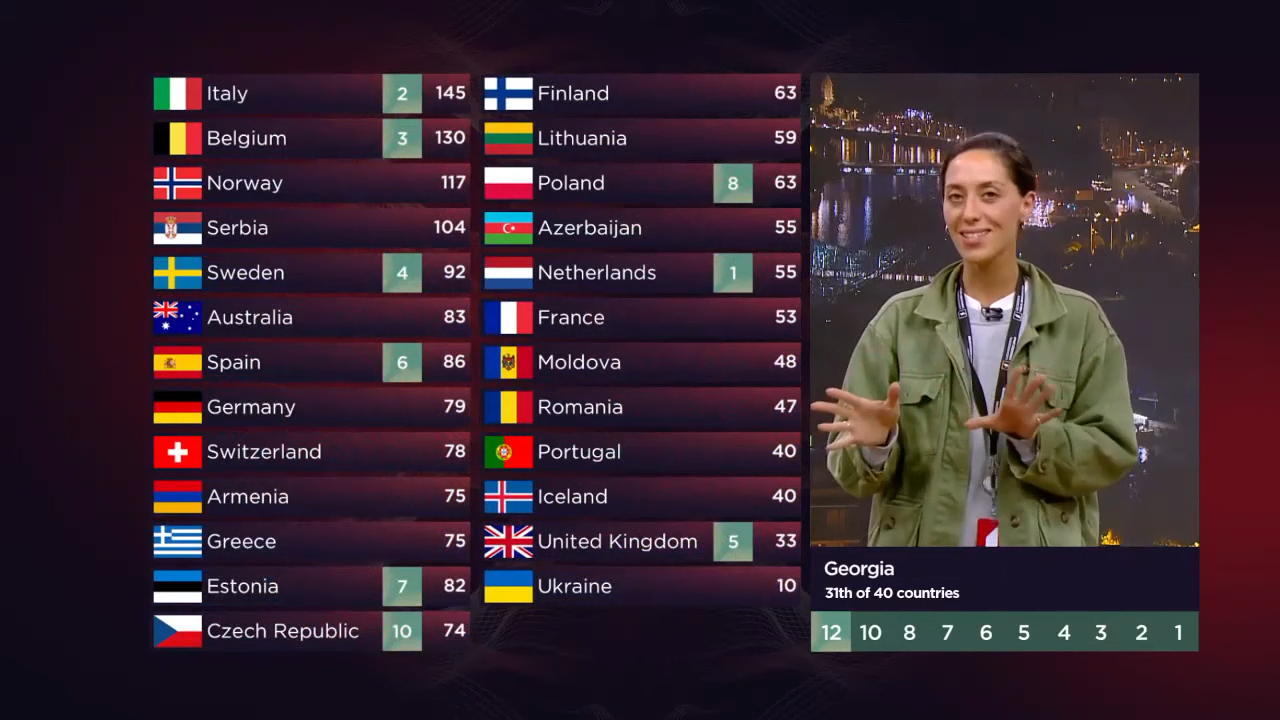 Italy 2 145
Belgium 3 130
Norway 117
Serbia 104
Sweden 4 92
Australia 83
Spain 6 86
Germany 79
Switzerland 78
Armenia 75
Greece 75
Estonia 7 82
Czech Republic 10 74
Finland 63
Lithuania 59
Poland 8 63
Azerbaijan 55
Netherlands 1 55
France 53
Moldova 48
Romania 47
Portugal 40
Iceland 40
United Kingdom 5 33
Ukraine 10
Georgia
31th of 40 countries
12 10 8 7 6 5 4 3 2 1